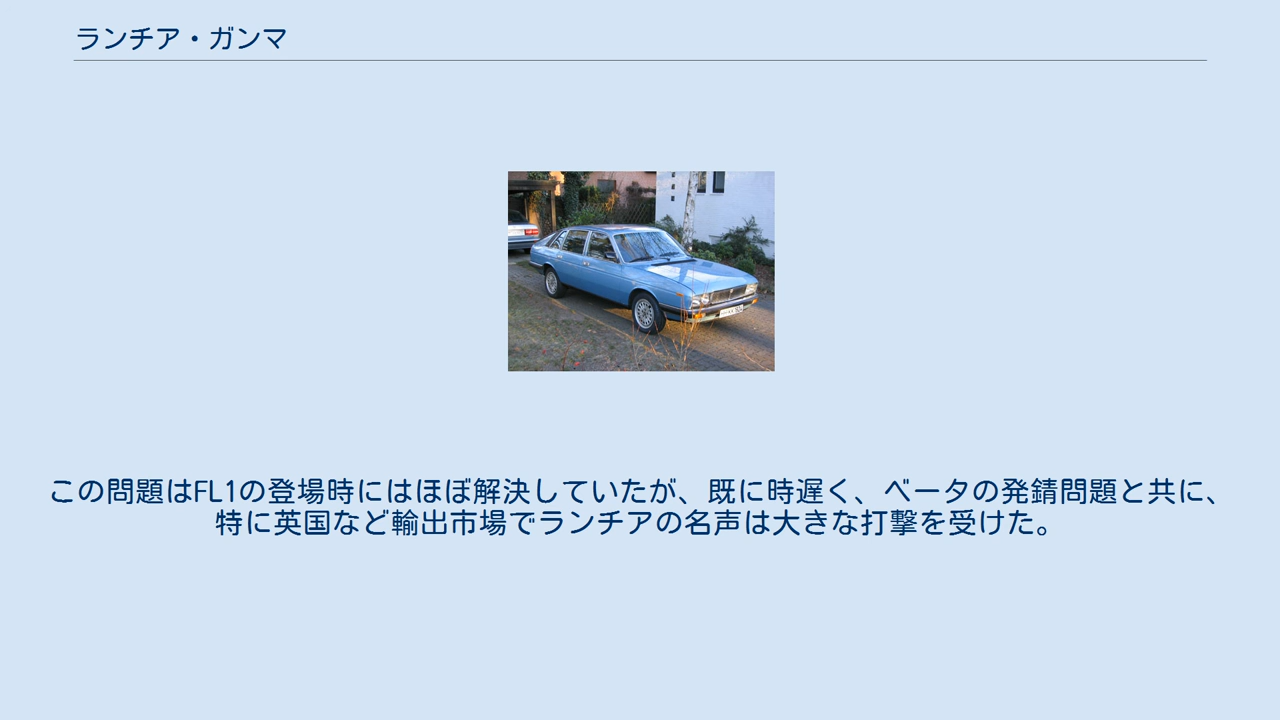 ランチア・ガンマ
この問題はFL1の登場時にはほぼ解決していたが、既に時遅く、ベータの発錆問題と共に、
特に英国など輸出市場でランチアの名声は大きな打撃を受けた。